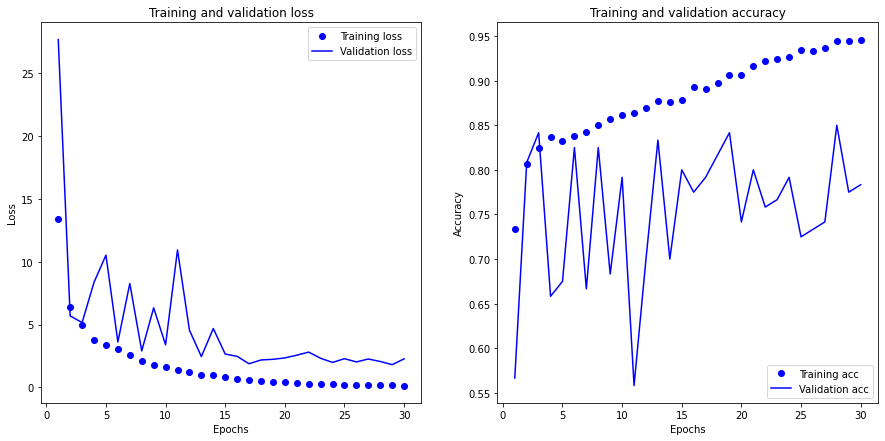 Training and validation loss
Training loss
Validation loss
25
20
15
10
5
0
Loss
0 5 10 15 20 25 30
Epochs
Training and validation accuracy
0.95
0.90
0.85
0.80
0.75
0.70
0.65
0.60
0.55
Accuracy
Training acc
Validation acc
0 5 10 15 20 25 30
Epochs